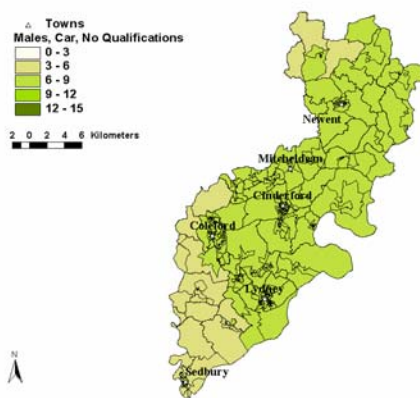 Towns
Males, Car, No Qualifications
0 - 3
3 - 6
6 - 9
9 - 12
12 - 15
2 0 2 4 6 Kilometers
Newent
Mitcheldean
Cinderford
Coleford
Lydney
Sedbury
N